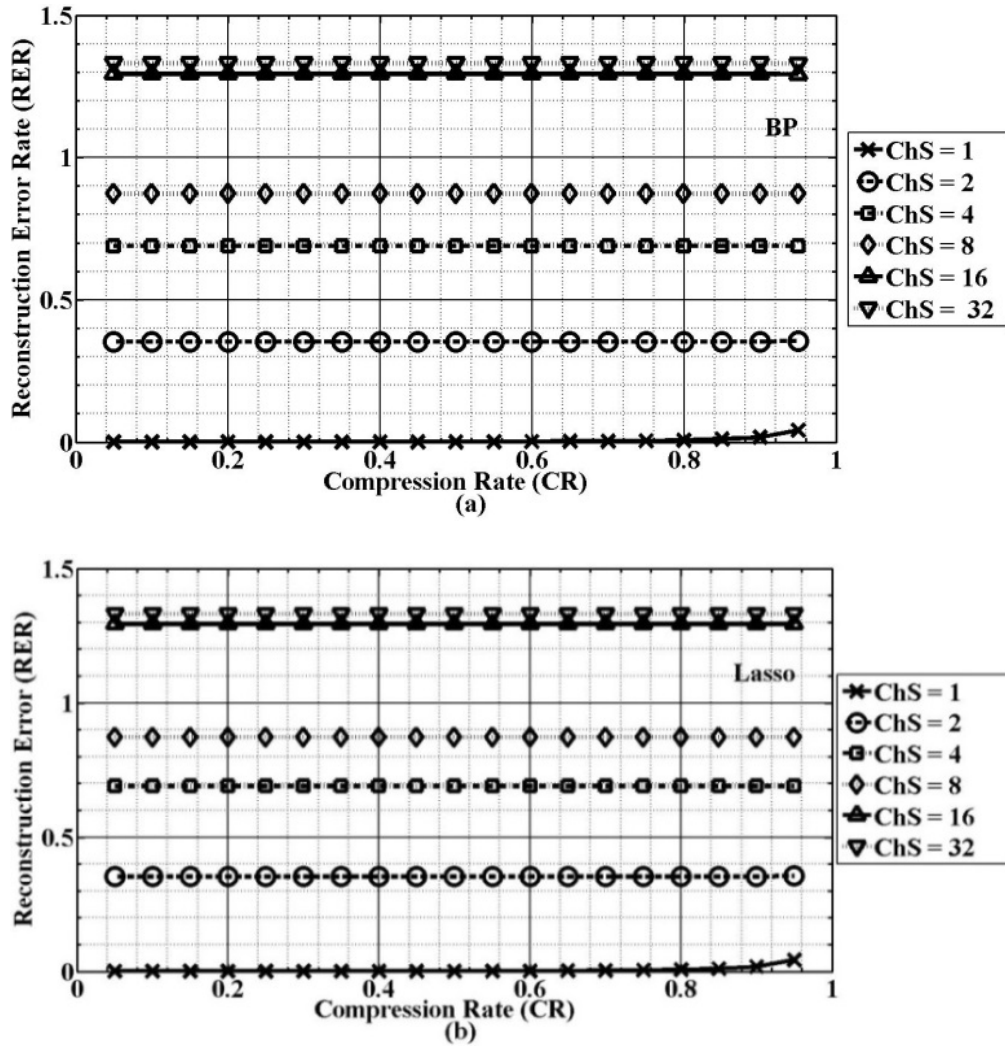 1.5
1
0.5
0
0
0.2
0.4
0.6
0.8
1
Reconstruction Error Rate (RER)
BP
Compression Rate (CR)
(a)
ChS = 1
ChS = 2
ChS = 4
ChS = 8
ChS = 16
ChS = 32
1.5
1
0.5
0
0
0.2
0.4
0.6
0.8
1
Reconstruction Error (RER)
Lasso
Compression Rate (CR)
(b)
ChS = 1
ChS = 2
ChS = 4
ChS = 8
ChS = 16
ChS = 32